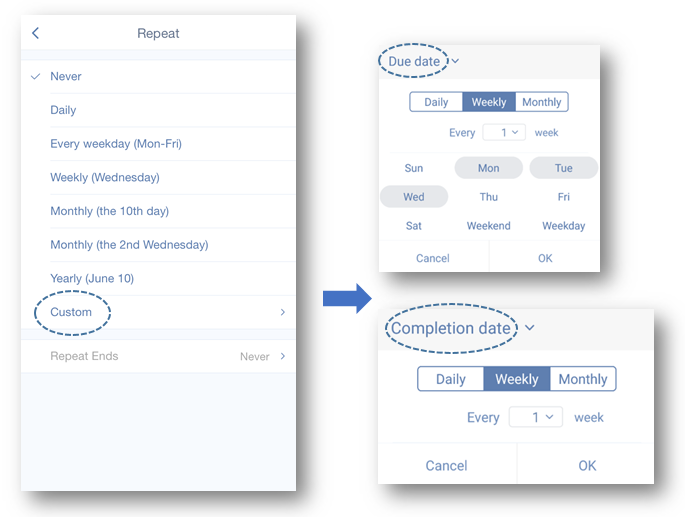 Repeat
Never
Daily
Every weekday (Mon-Fri)
Weekly (Wednesday)
Monthly (the 10th day)
Monthly (the 2nd Wednesday)
Yearly (June 10)
Custom
Repeat Ends Never
Due date
Daily Weekly Monthly
Every 1 week
Sun Mon Tue
Wed Thu Fri
Sat Weekend Weekday
Cancel OK
Completion date
Daily Weekly Monthly
Every 1 week
Cancel OK